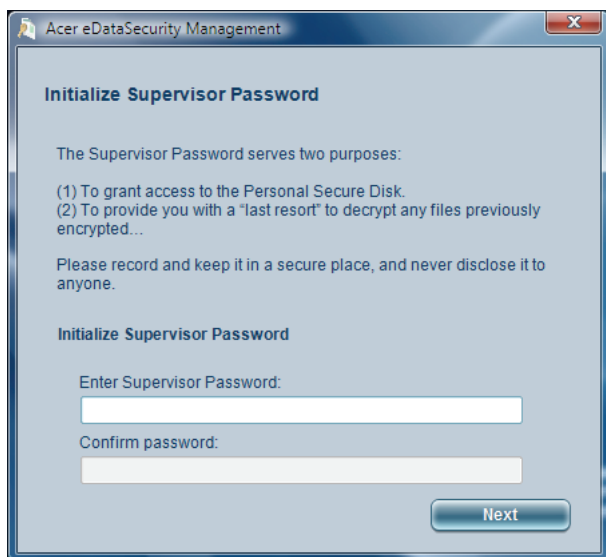 Acer eDataSecurity Management
Initialize Supervisor Password
The Supervisor Password serves two purposes:
(1) To grant access to the Personal Secure Disk.
(2) To provide you with a “last resort” to decrypt any files previously
encrypted...
Please record and keep it in a secure place, and never disclose it to
anyone.
Initialize Supervisor Password
Enter Supervisor Password:
Confirm password:
Next